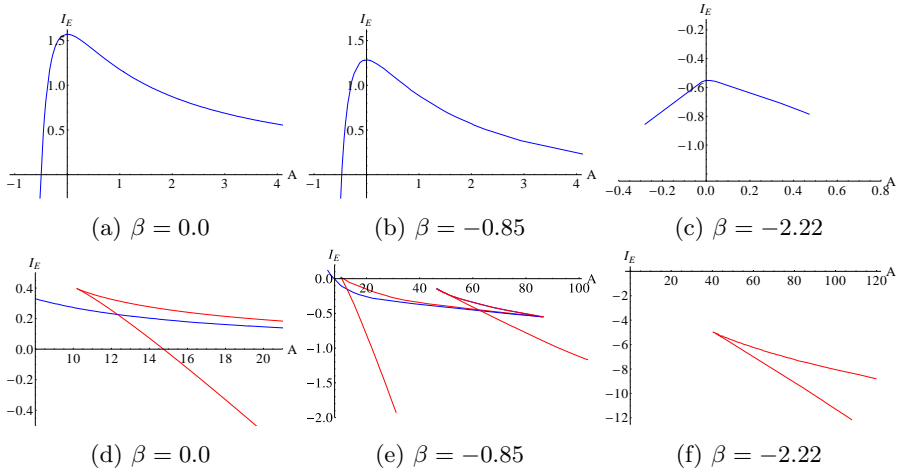 I_E
1.5
1.0
0.5
−1 1 2 3 4 A
(a) β = 0.0
I_E
1.5
1.0
0.5
−1 1 2 3 4 A
(b) β = −0.85
I_E
−0.2
−0.4
−0.6
−0.8
−1.0
−0.4 −0.2 0.0 0.2 0.4 0.6 0.8 A
(c) β = −2.22
I_E
0.4
0.2
0.0
−0.2
−0.4
10 12 14 16 18 20 A
(d) β = 0.0
I_E
0.0
−0.5
−1.0
−1.5
−2.0
20 40 60 80 100 A
(e) β = −0.85
I_E
20 40 60 80 100 120 A
−2
−4
−6
−8
−10
−12
(f) β = −2.22